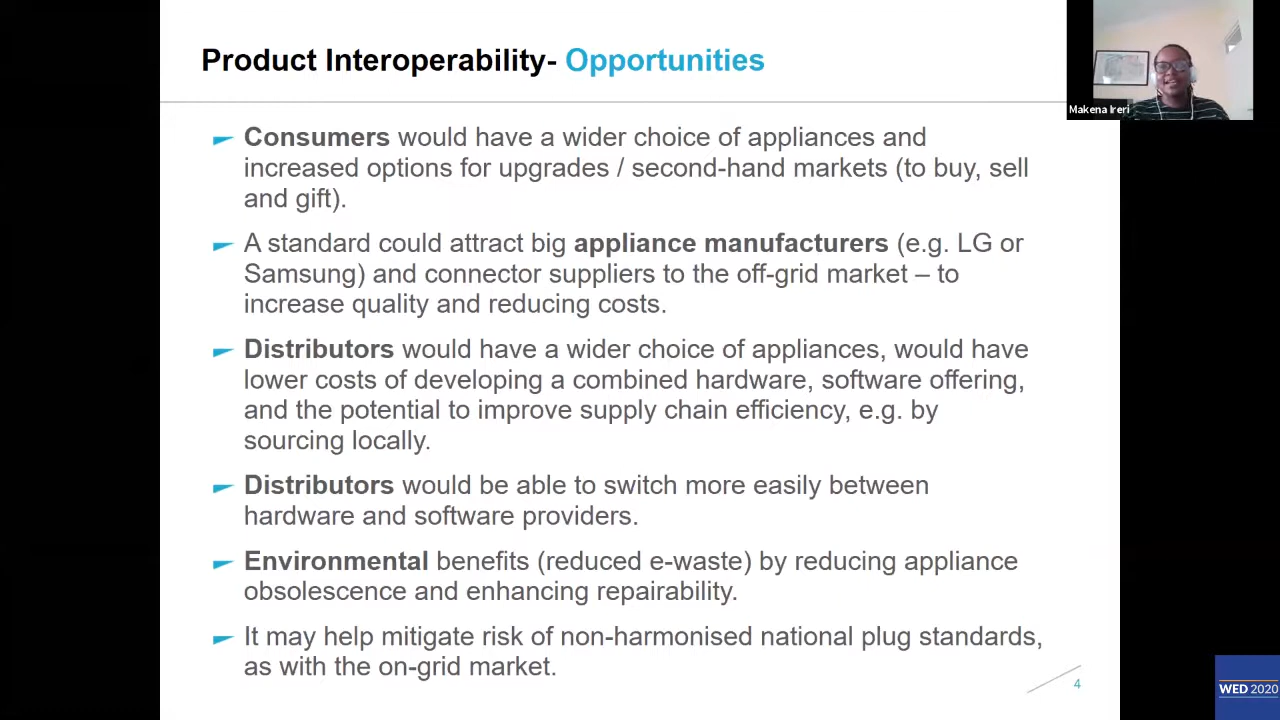 Product Interoperability- Opportunities
Makena Ireri
Consumers would have a wider choice of appliances and
increased options for upgrades / second-hand markets (to buy, sell
and gift).
A standard could attract big appliance manufacturers (e.g. LG or
Samsung) and connector suppliers to the off-grid market – to
increase quality and reducing costs.
Distributors would have a wider choice of appliances, would have
lower costs of developing a combined hardware, software offering,
and the potential to improve supply chain efficiency, e.g. by
sourcing locally.
Distributors would be able to switch more easily between
hardware and software providers.
Environmental benefits (reduced e-waste) by reducing appliance
obsolescence and enhancing repairability.
It may help mitigate risk of non-harmonised national plug standards,
as with the on-grid market.
4
WED 2020